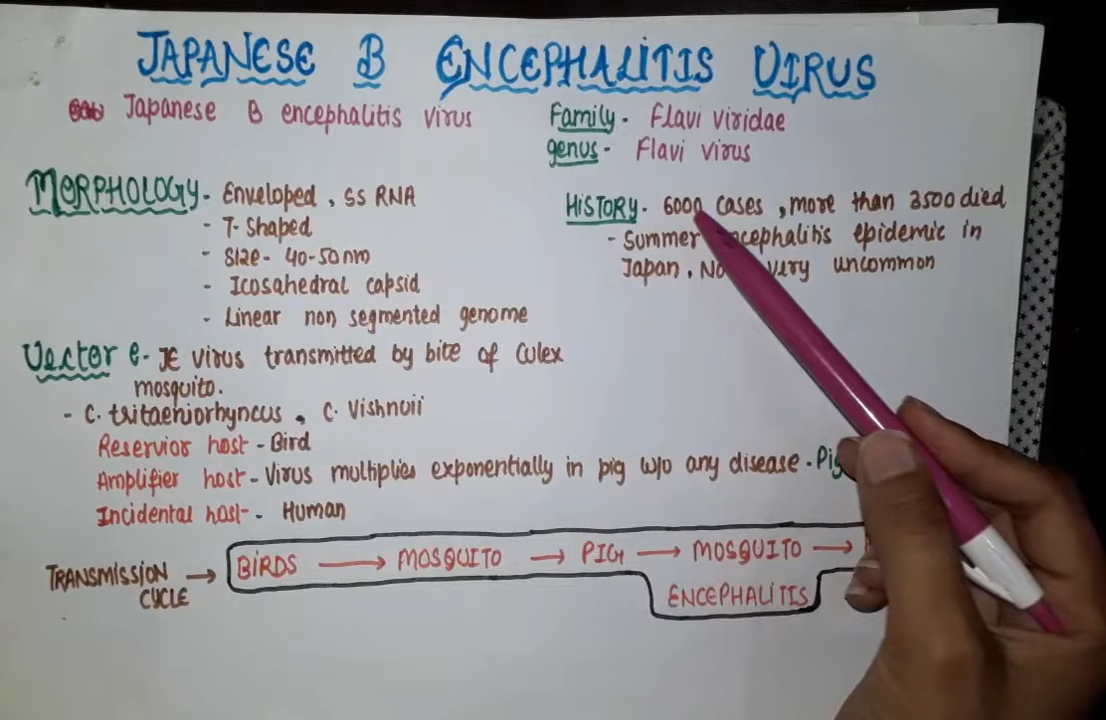 JAPANESE B ENCEPHALITIS VIRUS
Japanese B encephalitis virus
Family - Flavi viridae
genus - Flavi virus
MORPHOLOGY - Enveloped, SS RNA
- T-Shaped
- Size - 40-50nm
- Icosahedral capsid
- Linear non segmented genome
HISTORY - 6000 cases, more than 3500 died
- Summer encephalitis epidemic in
Japan, very uncommon
Vector - JE virus transmitted by bite of Culex
mosquito.
- C. tritaeniorhyncus, C. Vishnuii
Reservior host - Bird
Amplifier host - Virus multiplies exponentially in pig w/o any disease - Pig
Incidental host - Human
TRANSMISSION CYCLE → BIRDS → MOSQUITO → PIG → MOSQUITO →
ENCEPHALITIS